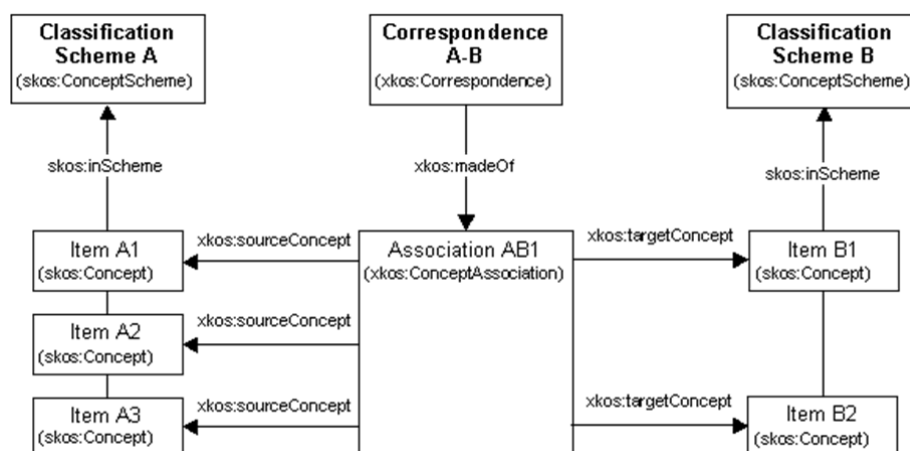 Classification
Scheme A
(skos:ConceptScheme)
Correspondence
A-B
(xkos:Correspondence)
Classification
Scheme B
(skos:ConceptScheme)
skos:inScheme
xkos:madeOf
skos:inScheme
Item A1
(skos:Concept)
xkos:sourceConcept
Association AB1
(xkos:ConceptAssociation)
xkos:targetConcept
Item B1
(skos:Concept)
Item A2
(skos:Concept)
xkos:sourceConcept
Item A3
(skos:Concept)
xkos:sourceConcept
xkos:targetConcept
Item B2
(skos:Concept)